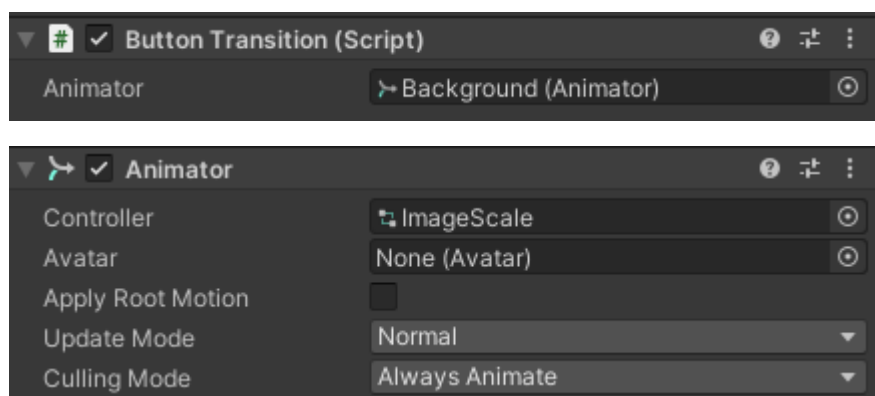 Button Transition (Script)
Animator Background (Animator)
Animator
Controller ImageScale
Avatar None (Avatar)
Apply Root Motion
Update Mode Normal
Culling Mode Always Animate